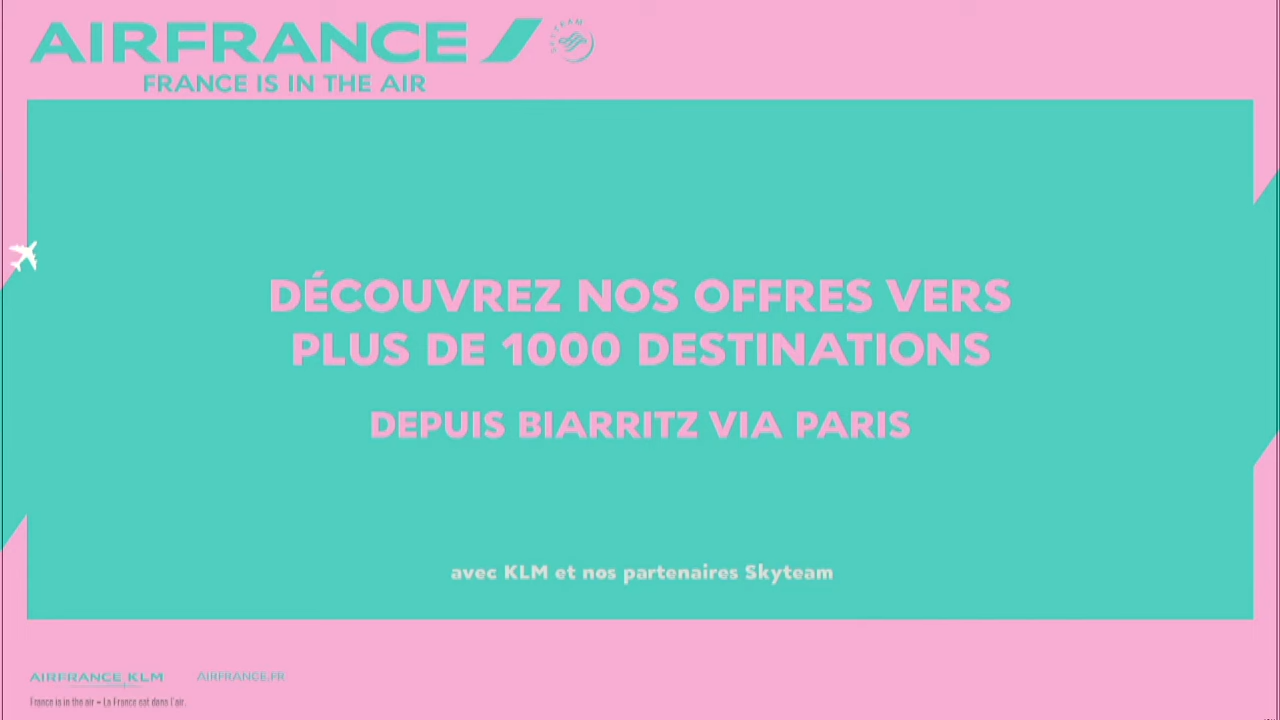 AIRFRANCE
SKYTEAM
FRANCE IS IN THE AIR
DÉCOUVREZ NOS OFFRES VERS
PLUS DE 1000 DESTINATIONS
DEPUIS BIARRITZ VIA PARIS
avec KLM et nos partenaires Skyteam
AIRFRANCE KLM AIRFRANCE.FR
France is in the air – La France est dans l'air.